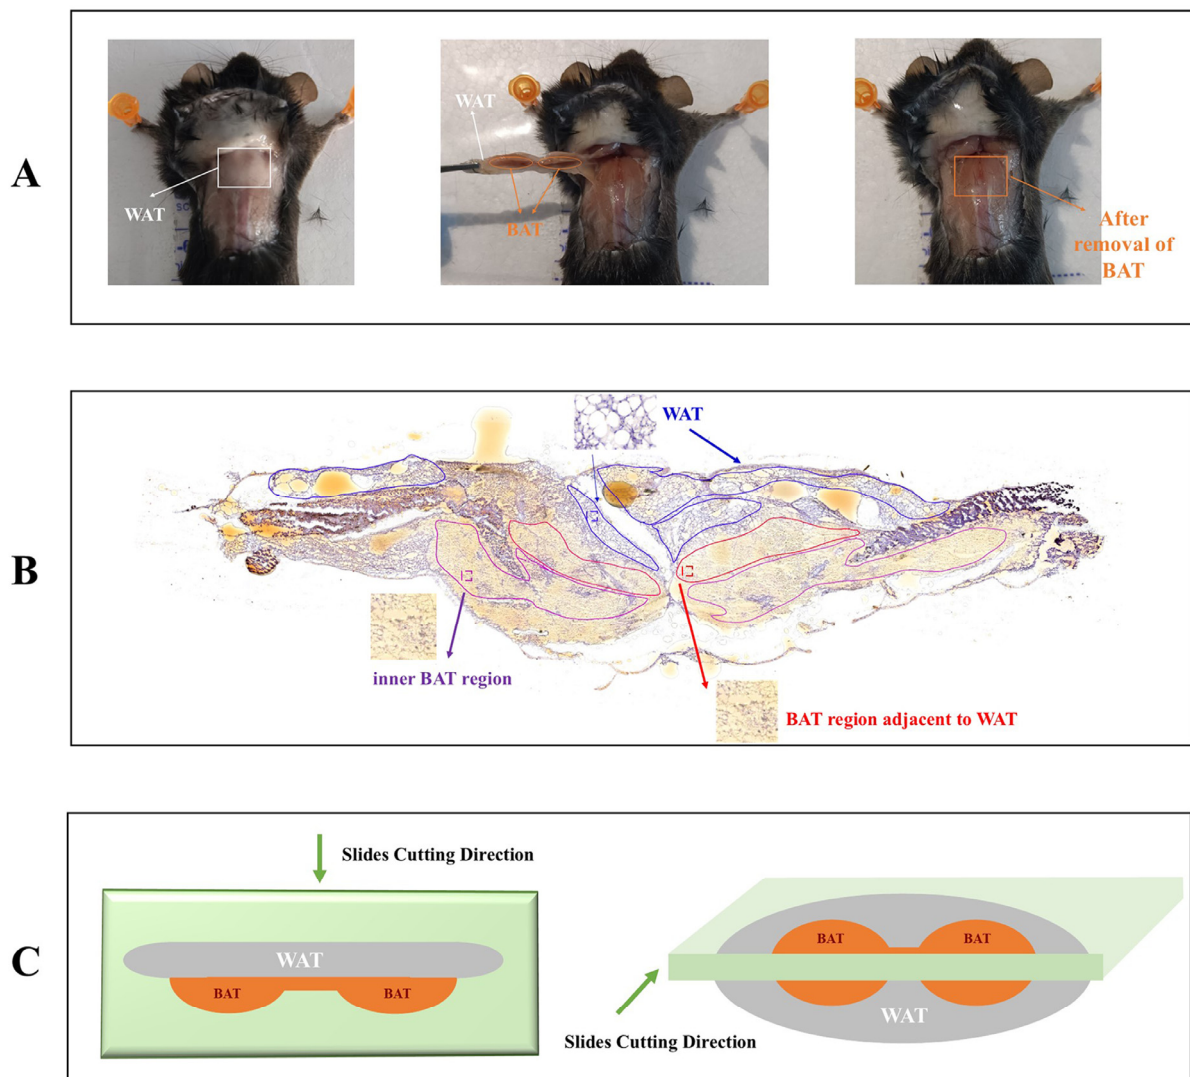 A
WAT
WAT
BAT
After
removal of
BAT
B
WAT
inner BAT region
BAT region adjacent to WAT
C
Slides Cutting Direction
WAT
BAT
BAT
BAT
BAT
WAT
Slides Cutting Direction